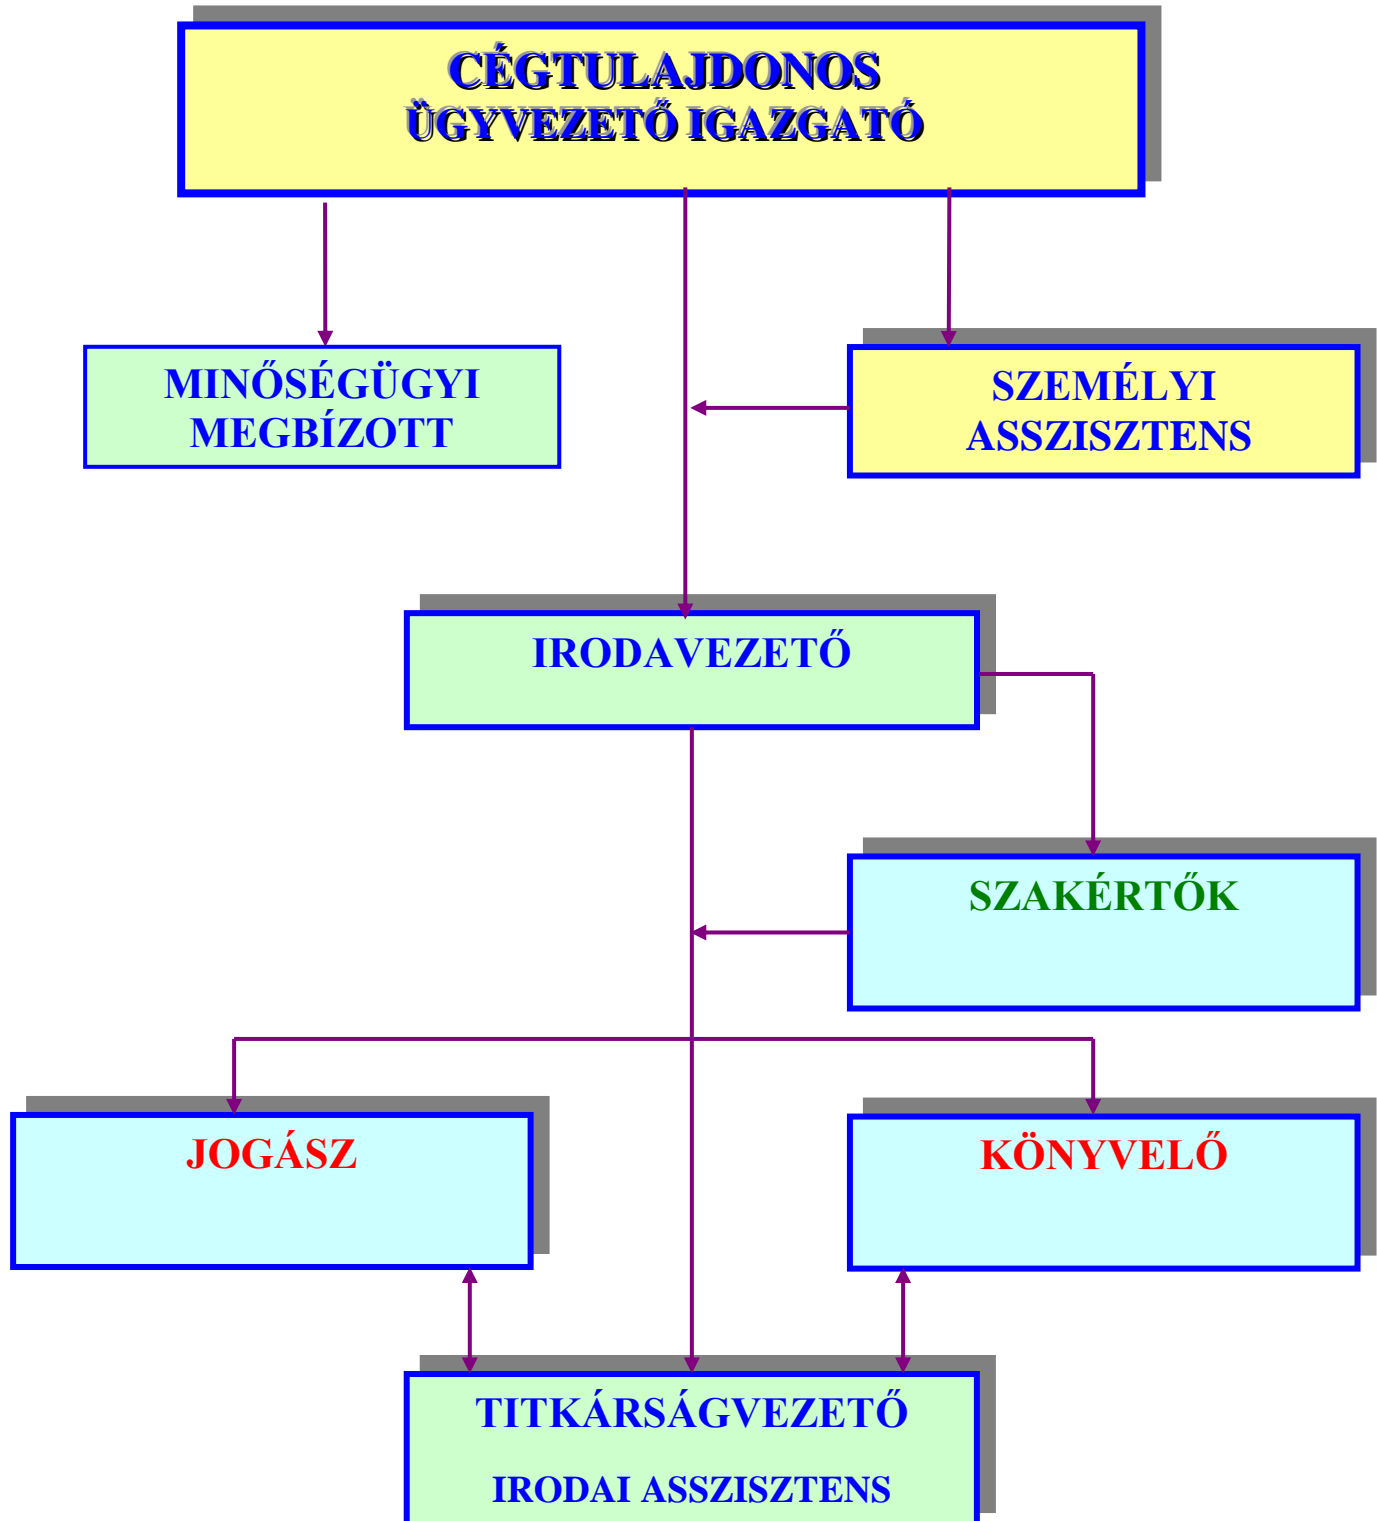 CÉGTULAJDONOS
ÜGYVEZETŐ IGAZGATÓ
MINŐSÉGÜGYI
MEGBÍZOTT
SZEMÉLYI
ASSZISZTENS
IRODAVEZETŐ
SZAKÉRTŐK
JOGÁSZ
KÖNYVELŐ
TITKÁRSÁGVEZETŐ
IRODAI ASSZISZTENS